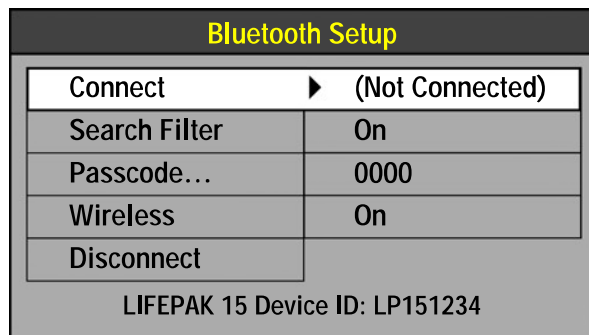 Bluetooth Setup
Connect (Not Connected)
Search Filter On
Passcode... 0000
Wireless On
Disconnect
LIFEPAK 15 Device ID: LP151234